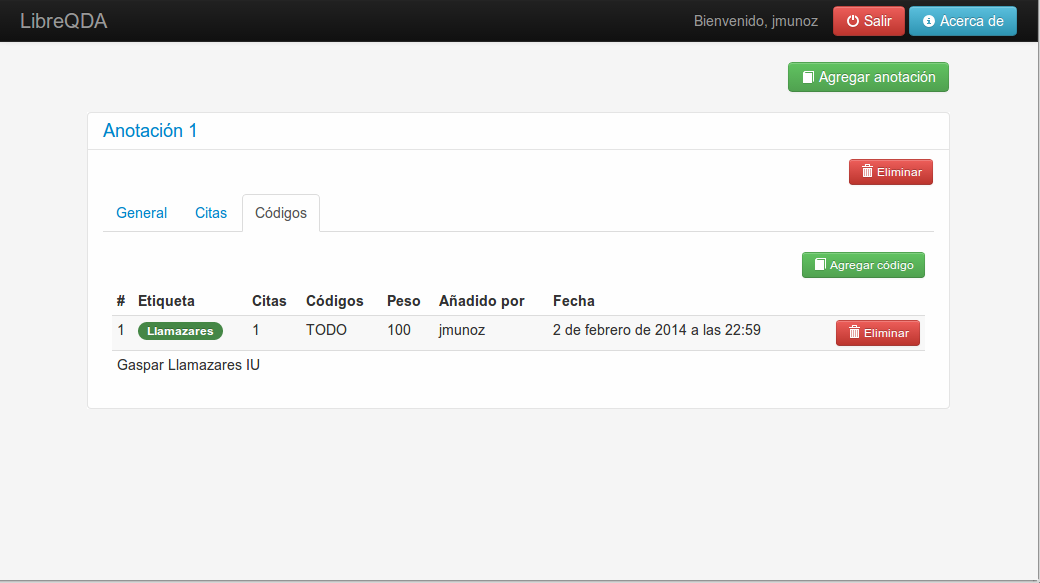 LibreQDA Bienvenido, jmunoz Salir Acerca de
Agregar anotación
Anotación 1
Eliminar
General Citas Códigos
Agregar código
# Etiqueta Citas Códigos Peso Añadido por Fecha
1 Llamazares 1 TODO 100 jmunoz 2 de febrero de 2014 a las 22:59 Eliminar
Gaspar Llamazares IU